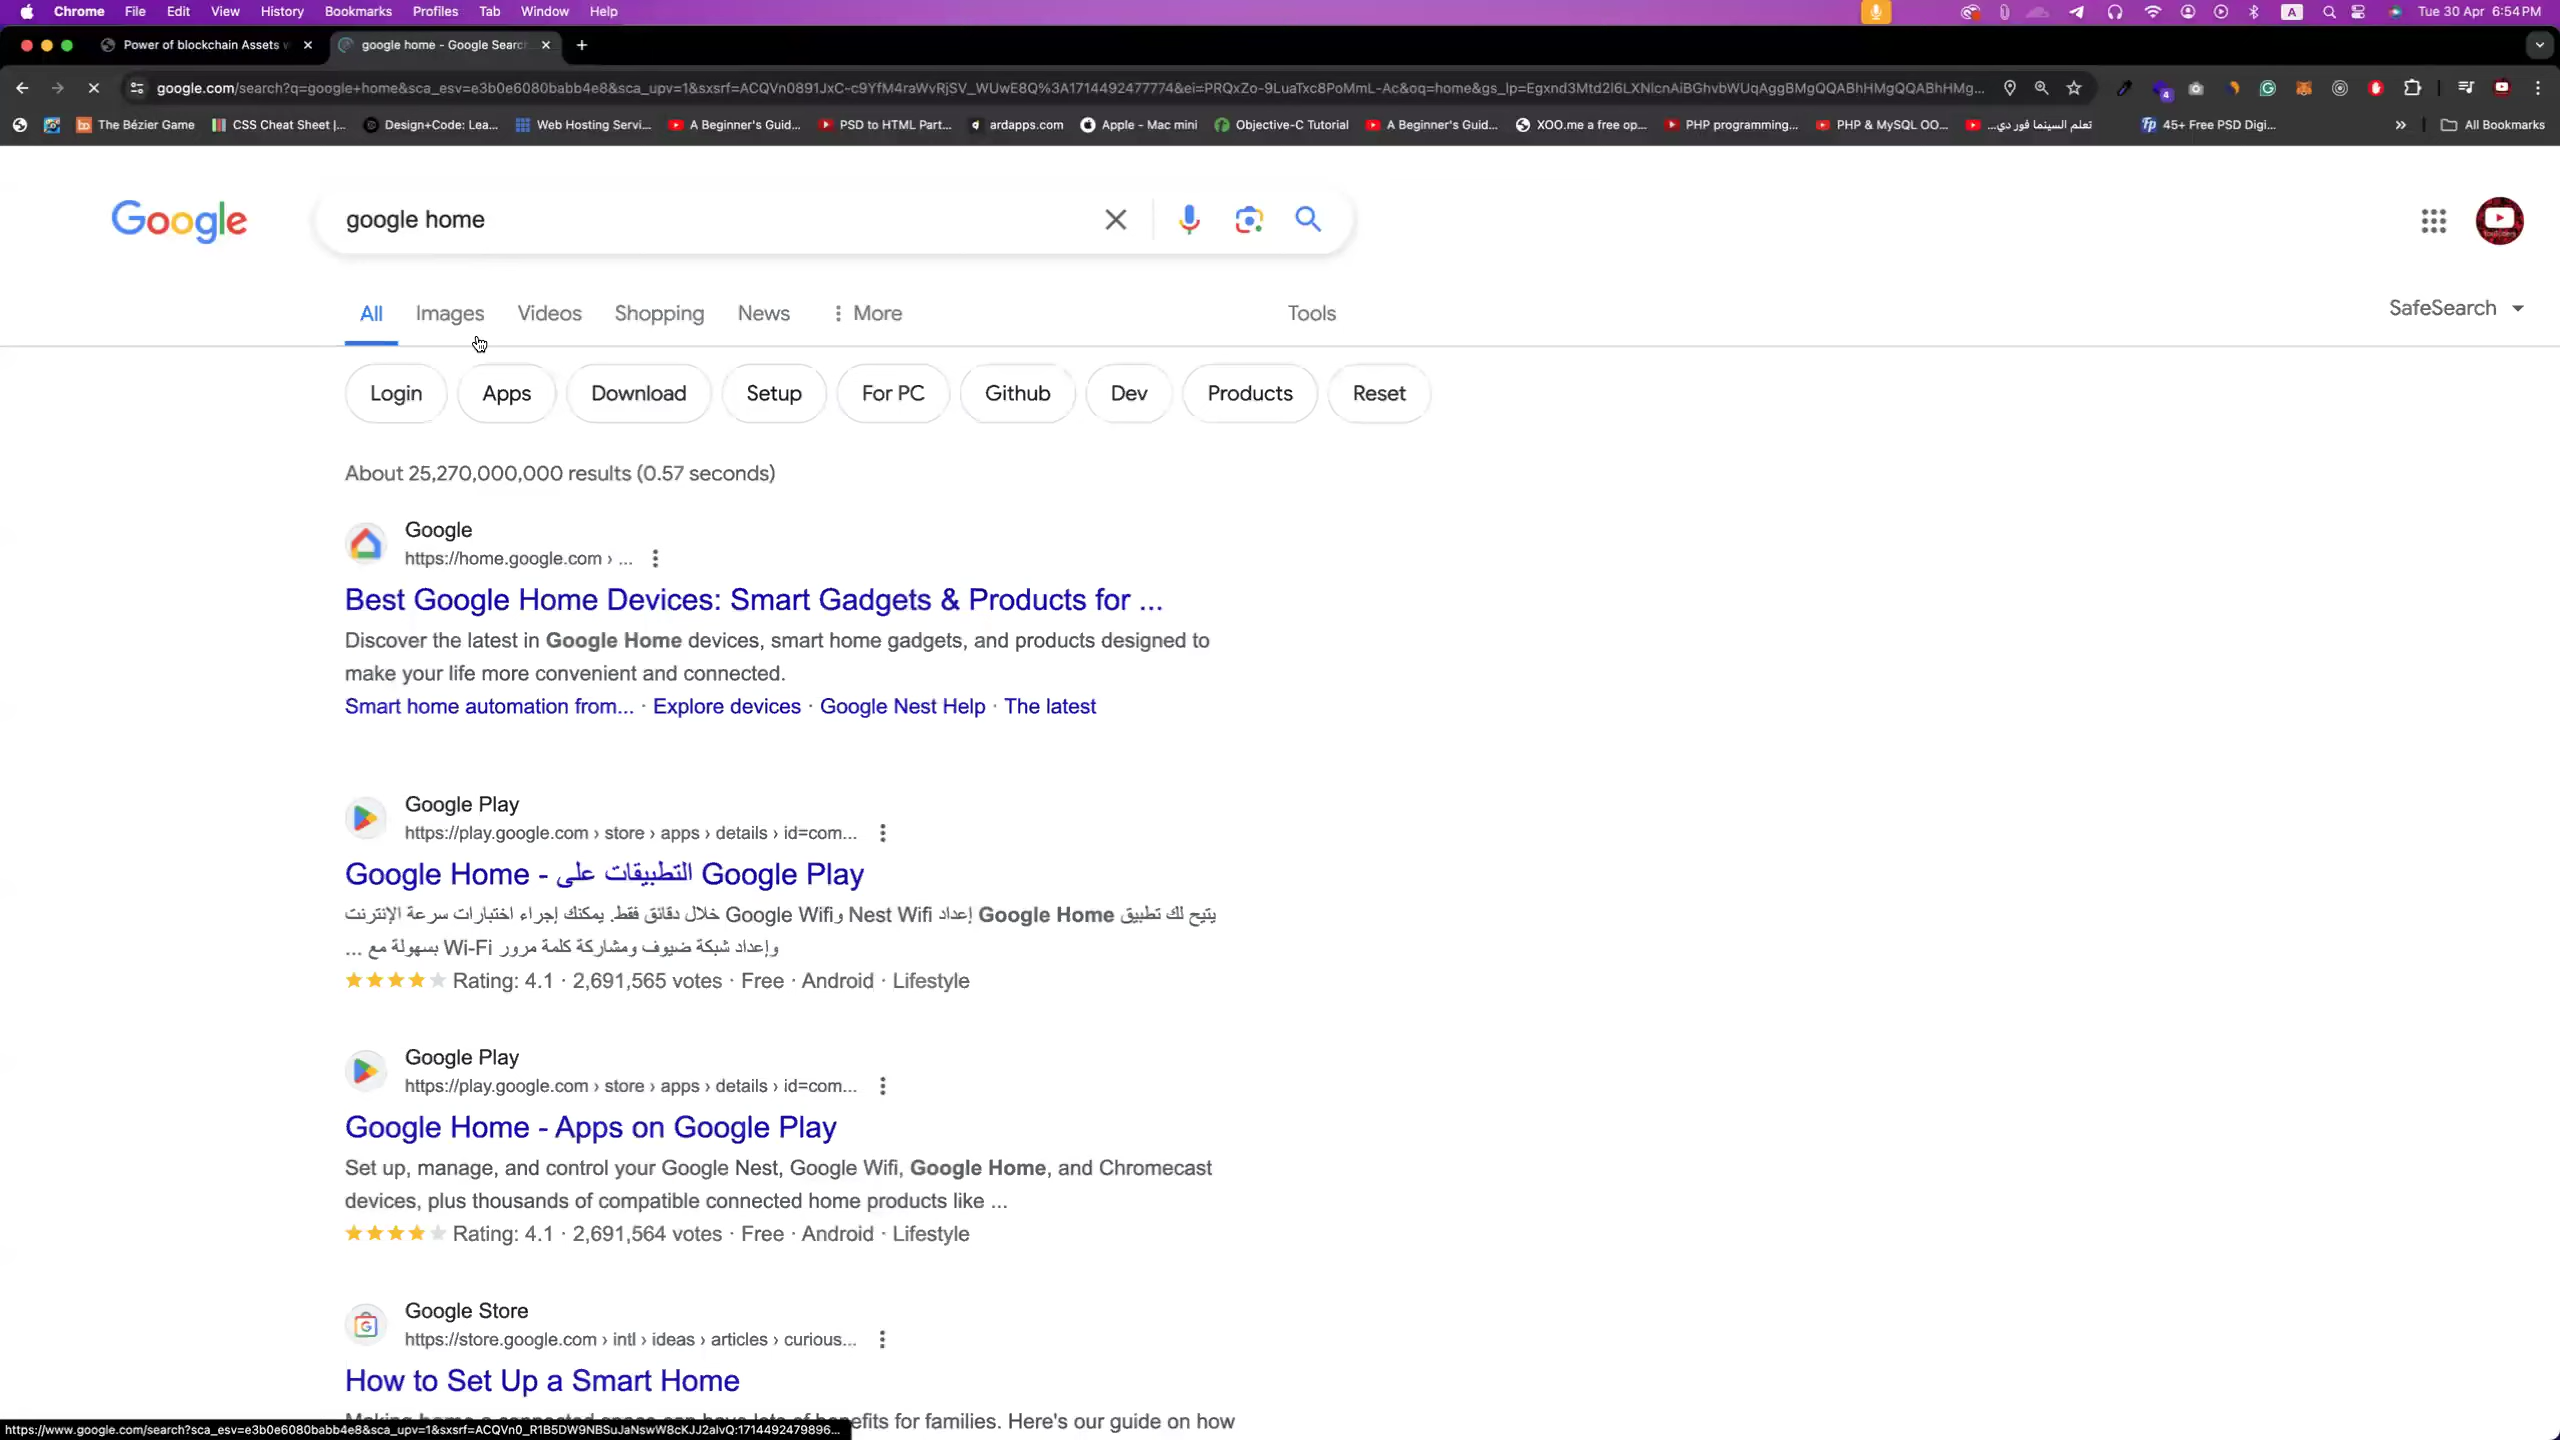 Chrome File Edit View History Bookmarks Profiles Tab Window Help A Tue 30 Apr 6:54PM
Power of blockchain Assets google home - Google Search
google.com/search?q=google+home&sca_esv=e3b0e6080babb4e8&sca_upv=1&sxsrf=
The Bézier Game CSS Cheat Sheet |... Design+Code: Lea... Web Hosting Servi... A Beginner's Guid... PSD to HTML Part... ardapps.com Apple - Mac mini Objective-C Tutorial A Beginner's Guid... XOO.me a free op... PHP programming... PHP & MySQL OO... تعلم السينما فور دي... 45+ Free PSD Digi... » All Bookmarks
Google google home
All Images Videos Shopping News More Tools SafeSearch
Login Apps Download Setup For PC Github Dev Products Reset
About 25,270,000,000 results (0.57 seconds)
Google
https://home.google.com › ...
Best Google Home Devices: Smart Gadgets & Products for ...
Discover the latest in Google Home devices, smart home gadgets, and products designed to
make your life more convenient and connected.
Smart home automation from... · Explore devices · Google Nest Help · The latest
Google Play
https://play.google.com › store › apps › details › id=com...
Google Home - التطبيقات على Google Play
يتيح لك تطبيق Google Home إعداد Nest Wifi وGoogle Wifi خلال دقائق فقط. يمكنك إجراء اختبارات سرعة الإنترنت
وإعداد شبكة ضيوف ومشاركة كلمة مرور Wi-Fi بسهولة مع ...
Rating: 4.1 · 2,691,565 votes · Free · Android · Lifestyle
Google Play
https://play.google.com › store › apps › details › id=com...
Google Home - Apps on Google Play
Set up, manage, and control your Google Nest, Google Wifi, Google Home, and Chromecast
devices, plus thousands of compatible connected home products like ...
Rating: 4.1 · 2,691,564 votes · Free · Android · Lifestyle
Google Store
https://store.google.com › intl › ideas › articles › curious...
How to Set Up a Smart Home
for families. Here's our guide on how
https://www.google.com/search?sca_esv=e3b0e6080babb4e8&sca_upv=1&sxsrf=